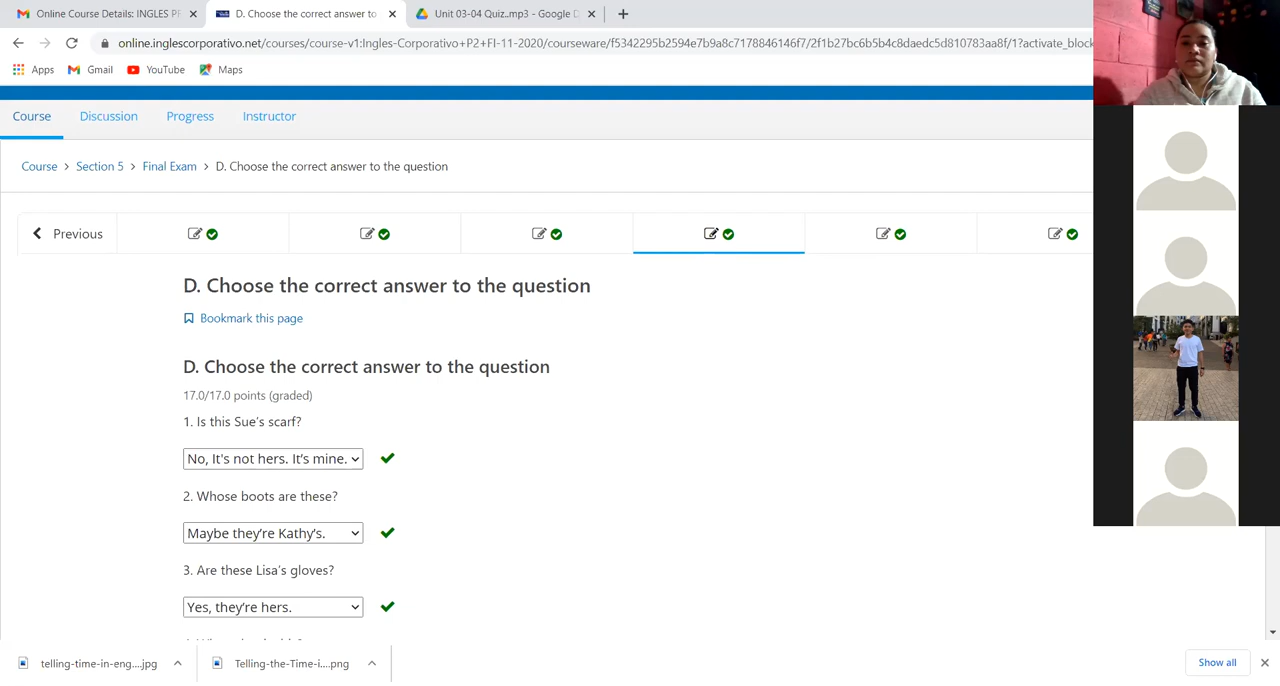 Online Course Details: INGLES PF
D. Choose the correct answer to
Unit 03-04 Quiz..mp3 - Google D
online.inglescorporativo.net/courses/course-v1:Ingles-Corporativo+P2+FI-11-2020/courseware/f5342295b2594e7b9a8c7178846146f7/2f1b27bc6b5b4c8daedc5d810783aa8f/1?activate_block
Apps Gmail YouTube Maps
Course Discussion Progress Instructor
Course > Section 5 > Final Exam > D. Choose the correct answer to the question
Previous
D. Choose the correct answer to the question
Bookmark this page
D. Choose the correct answer to the question
17.0/17.0 points (graded)
1. Is this Sue's scarf?
No, It's not hers. It's mine.
2. Whose boots are these?
Maybe they're Kathy's.
3. Are these Lisa's gloves?
Yes, they're hers.
telling-time-in-eng....jpg
Telling-the-Time-i....png
Show all